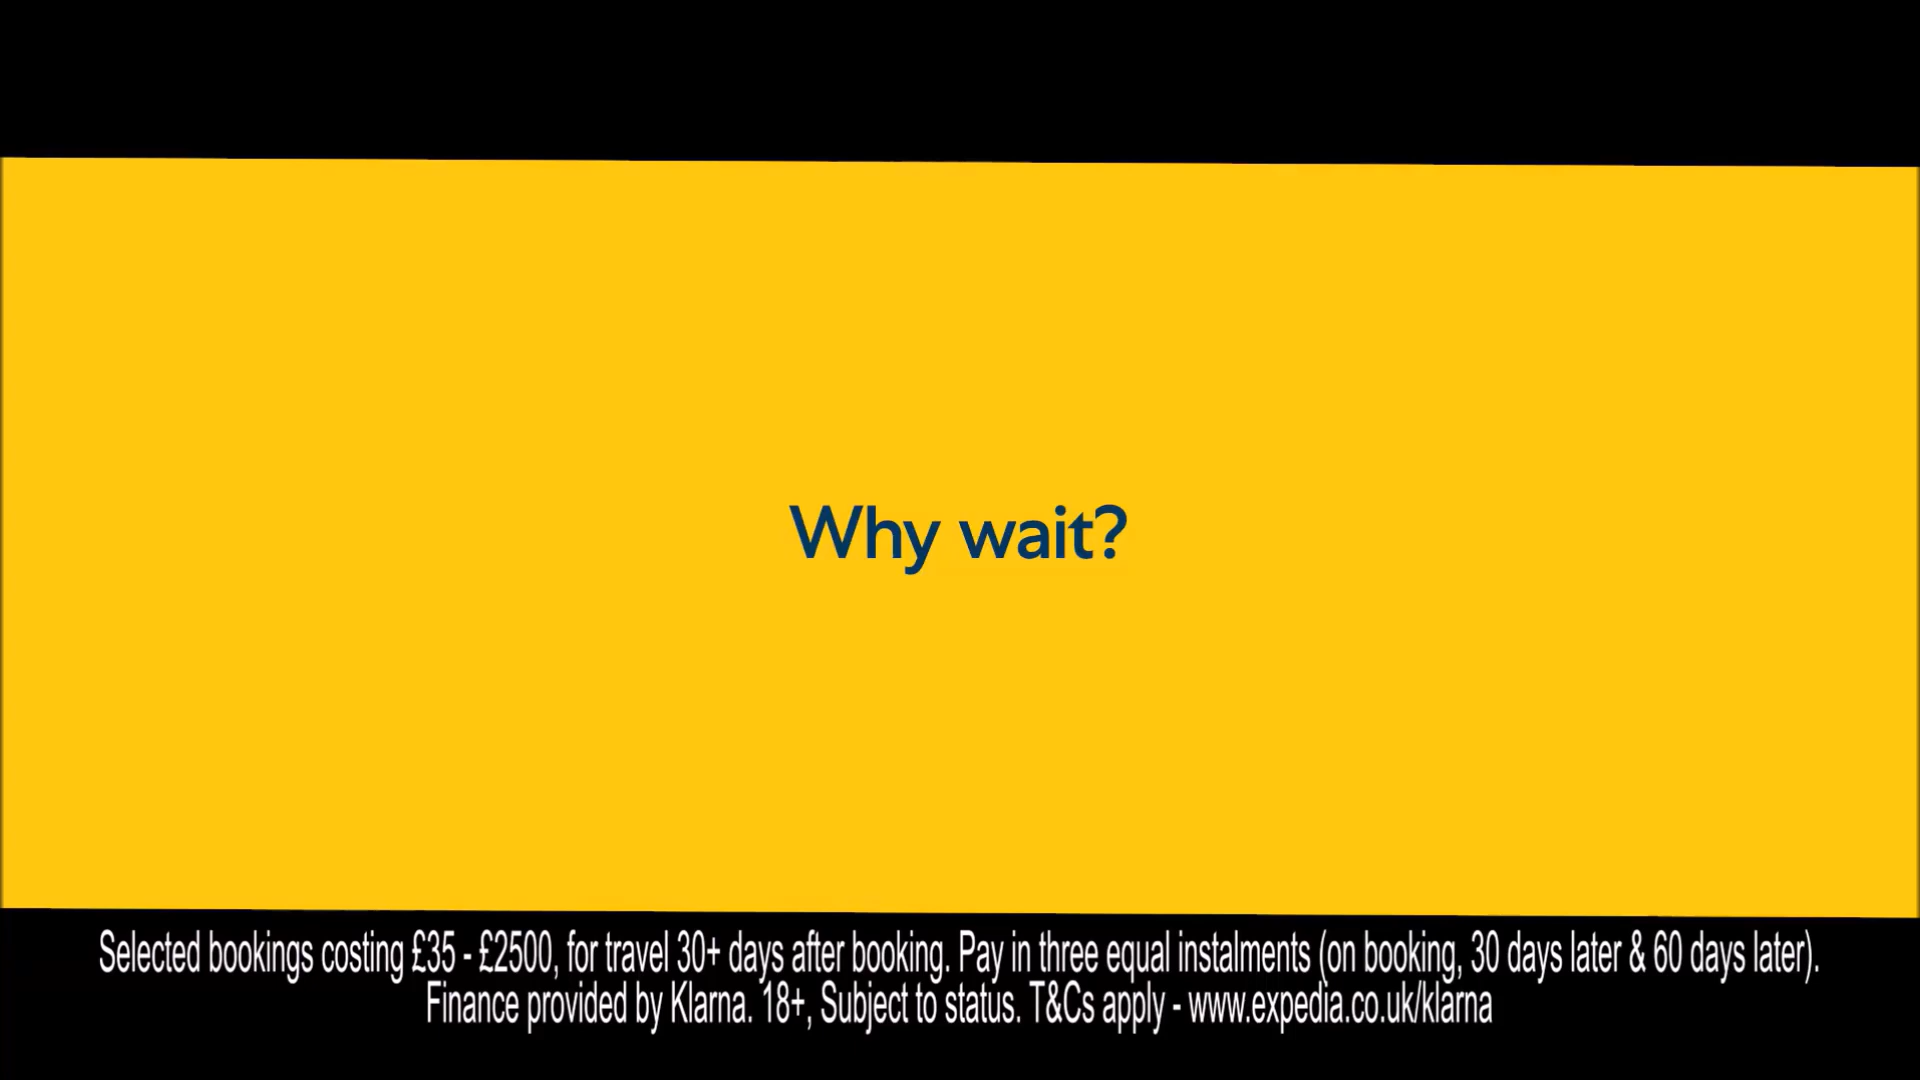 Why wait?
Selected bookings costing £35 - £2500, for travel 30+ days after booking. Pay in three equal instalments (on booking, 30 days later & 60 days later).
Finance provided by Klarna. 18+, Subject to status. T&Cs apply - www.expedia.co.uk/klarna